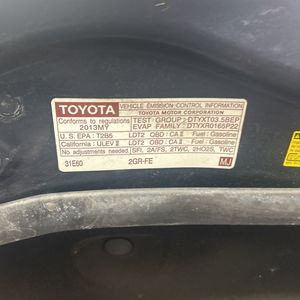 TOYOTA
VEHICLE EMISSION CONTROL INFORMATION
TOYOTA MOTOR CORPORATION
Conforms to regulations
2013MY
TEST GROUP: DTYXT03.5BEP
EVAP FAMILY: DTYXR0165P22
U.S. EPA : T2B5 LDT2 OBD : CA II Fuel : Gasoline
California : ULEV II LDT2 OBD : CA II Fuel : Gasoline
No adjustments needed. SFI, 2A/FS, 2TWC, 2HO2S, TWC
31E60 2GR-FE MJ